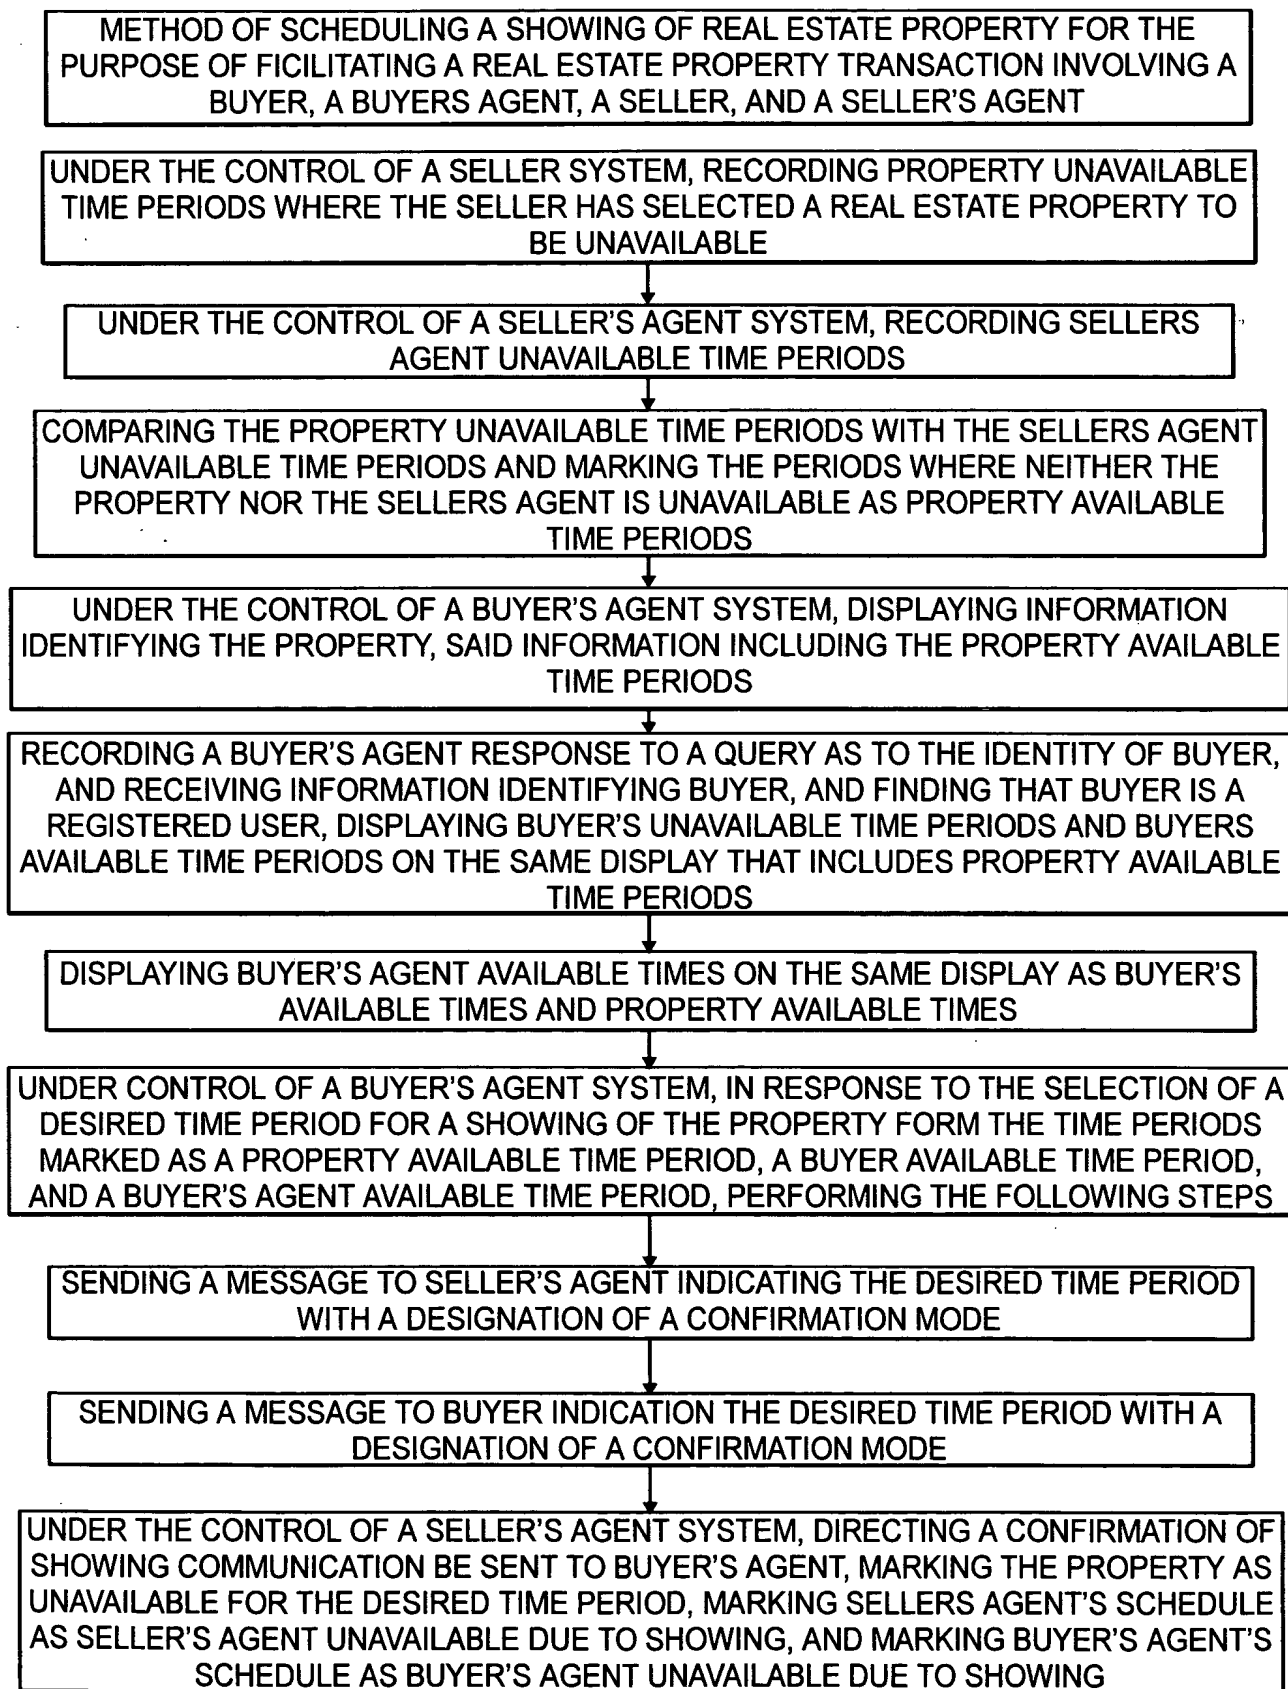 METHOD OF SCHEDULING A SHOWING OF REAL ESTATE PROPERTY FOR THE
PURPOSE OF FICILITATING A REAL ESTATE PROPERTY TRANSACTION INVOLVING A
BUYER, A BUYERS AGENT, A SELLER, AND A SELLER'S AGENT
UNDER THE CONTROL OF A SELLER SYSTEM, RECORDING PROPERTY UNAVAILABLE
TIME PERIODS WHERE THE SELLER HAS SELECTED A REAL ESTATE PROPERTY TO
BE UNAVAILABLE
UNDER THE CONTROL OF A SELLER'S AGENT SYSTEM, RECORDING SELLERS
AGENT UNAVAILABLE TIME PERIODS
COMPARING THE PROPERTY UNAVAILABLE TIME PERIODS WITH THE SELLERS AGENT
UNAVAILABLE TIME PERIODS AND MARKING THE PERIODS WHERE NEITHER THE
PROPERTY NOR THE SELLERS AGENT IS UNAVAILABLE AS PROPERTY AVAILABLE
TIME PERIODS
UNDER THE CONTROL OF A BUYER'S AGENT SYSTEM, DISPLAYING INFORMATION
IDENTIFYING THE PROPERTY, SAID INFORMATION INCLUDING THE PROPERTY AVAILABLE
TIME PERIODS
RECORDING A BUYER'S AGENT RESPONSE TO A QUERY AS TO THE IDENTITY OF BUYER,
AND RECEIVING INFORMATION IDENTIFYING BUYER, AND FINDING THAT BUYER IS A
REGISTERED USER, DISPLAYING BUYER'S UNAVAILABLE TIME PERIODS AND BUYERS
AVAILABLE TIME PERIODS ON THE SAME DISPLAY THAT INCLUDES PROPERTY AVAILABLE
TIME PERIODS
DISPLAYING BUYER'S AGENT AVAILABLE TIMES ON THE SAME DISPLAY AS BUYER'S
AVAILABLE TIMES AND PROPERTY AVAILABLE TIMES
UNDER CONTROL OF A BUYER'S AGENT SYSTEM, IN RESPONSE TO THE SELECTION OF A
DESIRED TIME PERIOD FOR A SHOWING OF THE PROPERTY FORM THE TIME PERIODS
MARKED AS A PROPERTY AVAILABLE TIME PERIOD, A BUYER AVAILABLE TIME PERIOD,
AND A BUYER'S AGENT AVAILABLE TIME PERIOD, PERFORMING THE FOLLOWING STEPS
SENDING A MESSAGE TO SELLER'S AGENT INDICATING THE DESIRED TIME PERIOD
WITH A DESIGNATION OF A CONFIRMATION MODE
SENDING A MESSAGE TO BUYER INDICATION THE DESIRED TIME PERIOD WITH A
DESIGNATION OF A CONFIRMATION MODE
UNDER THE CONTROL OF A SELLER'S AGENT SYSTEM, DIRECTING A CONFIRMATION OF
SHOWING COMMUNICATION BE SENT TO BUYER'S AGENT, MARKING THE PROPERTY AS
UNAVAILABLE FOR THE DESIRED TIME PERIOD, MARKING SELLERS AGENT'S SCHEDULE
AS SELLER'S AGENT UNAVAILABLE DUE TO SHOWING, AND MARKING BUYER'S AGENT'S
SCHEDULE AS BUYER'S AGENT UNAVAILABLE DUE TO SHOWING